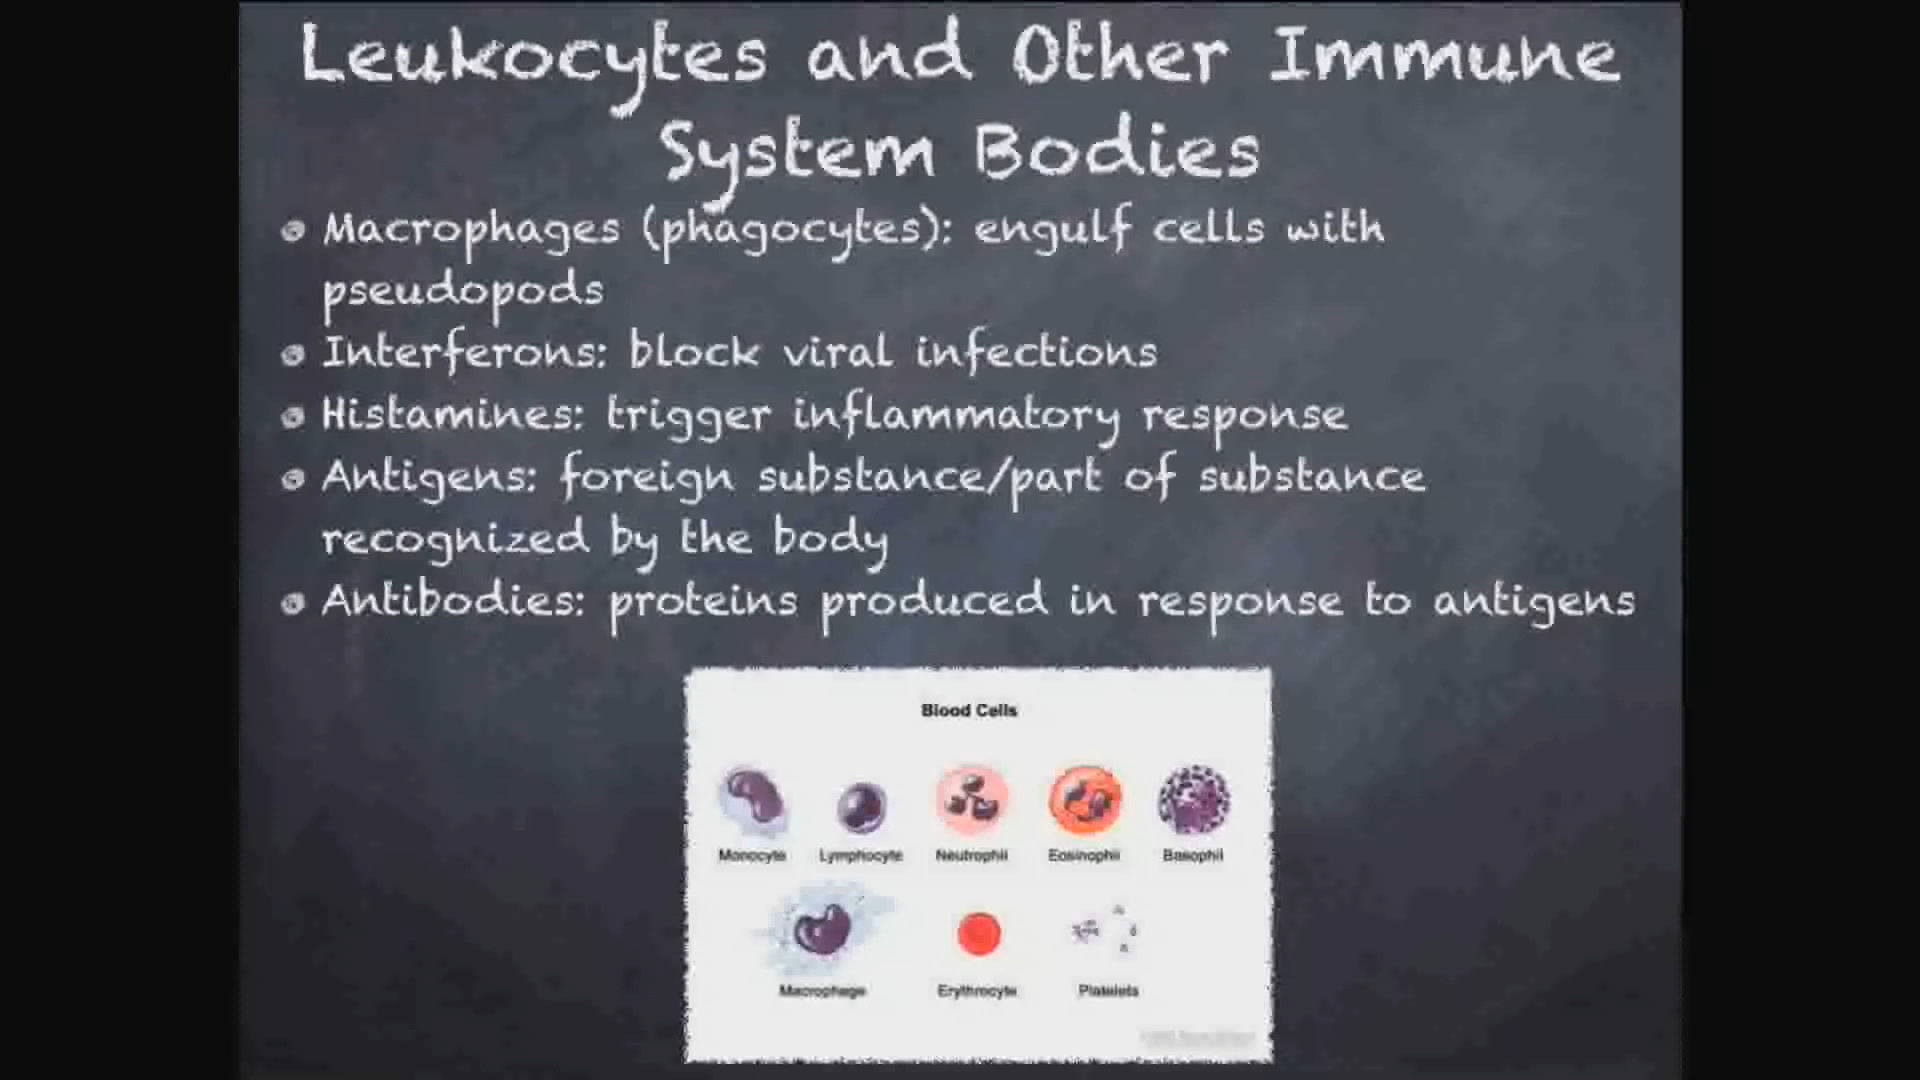 Leukocytes and Other Immune
System Bodies
Macrophages (phagocytes): engulf cells with
pseudopods
Interferons: block viral infections
Histamines: trigger inflammatory response
Antigens: foreign substance/part of substance
recognized by the body
Antibodies: proteins produced in response to antigens
Blood Cells
Monocyte Lymphocyte Neutrophil Eosinophil Basophil
Macrophage Erythrocyte Platelets